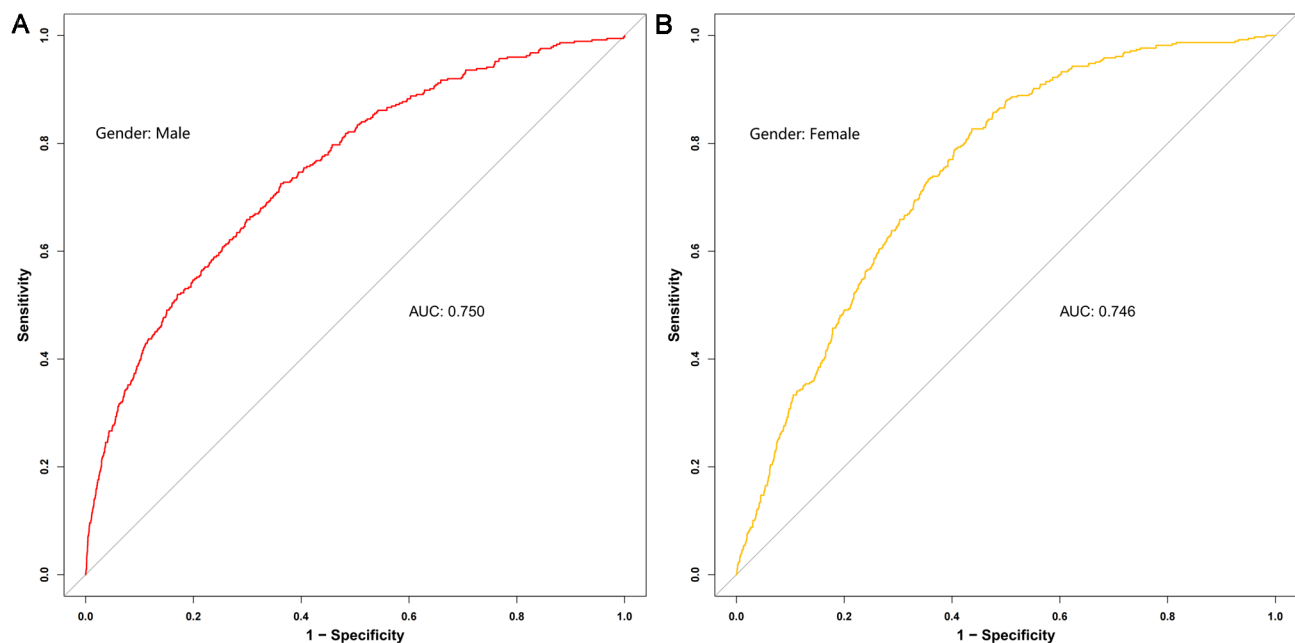 A
1.0
0.8
0.6
0.4
0.2
0.0
Sensitivity
Gender: Male
AUC: 0.750
0.0 0.2 0.4 0.6 0.8 1.0
1 − Specificity
B
1.0
0.8
0.6
0.4
0.2
0.0
Sensitivity
Gender: Female
AUC: 0.746
0.0 0.2 0.4 0.6 0.8 1.0
1 − Specificity